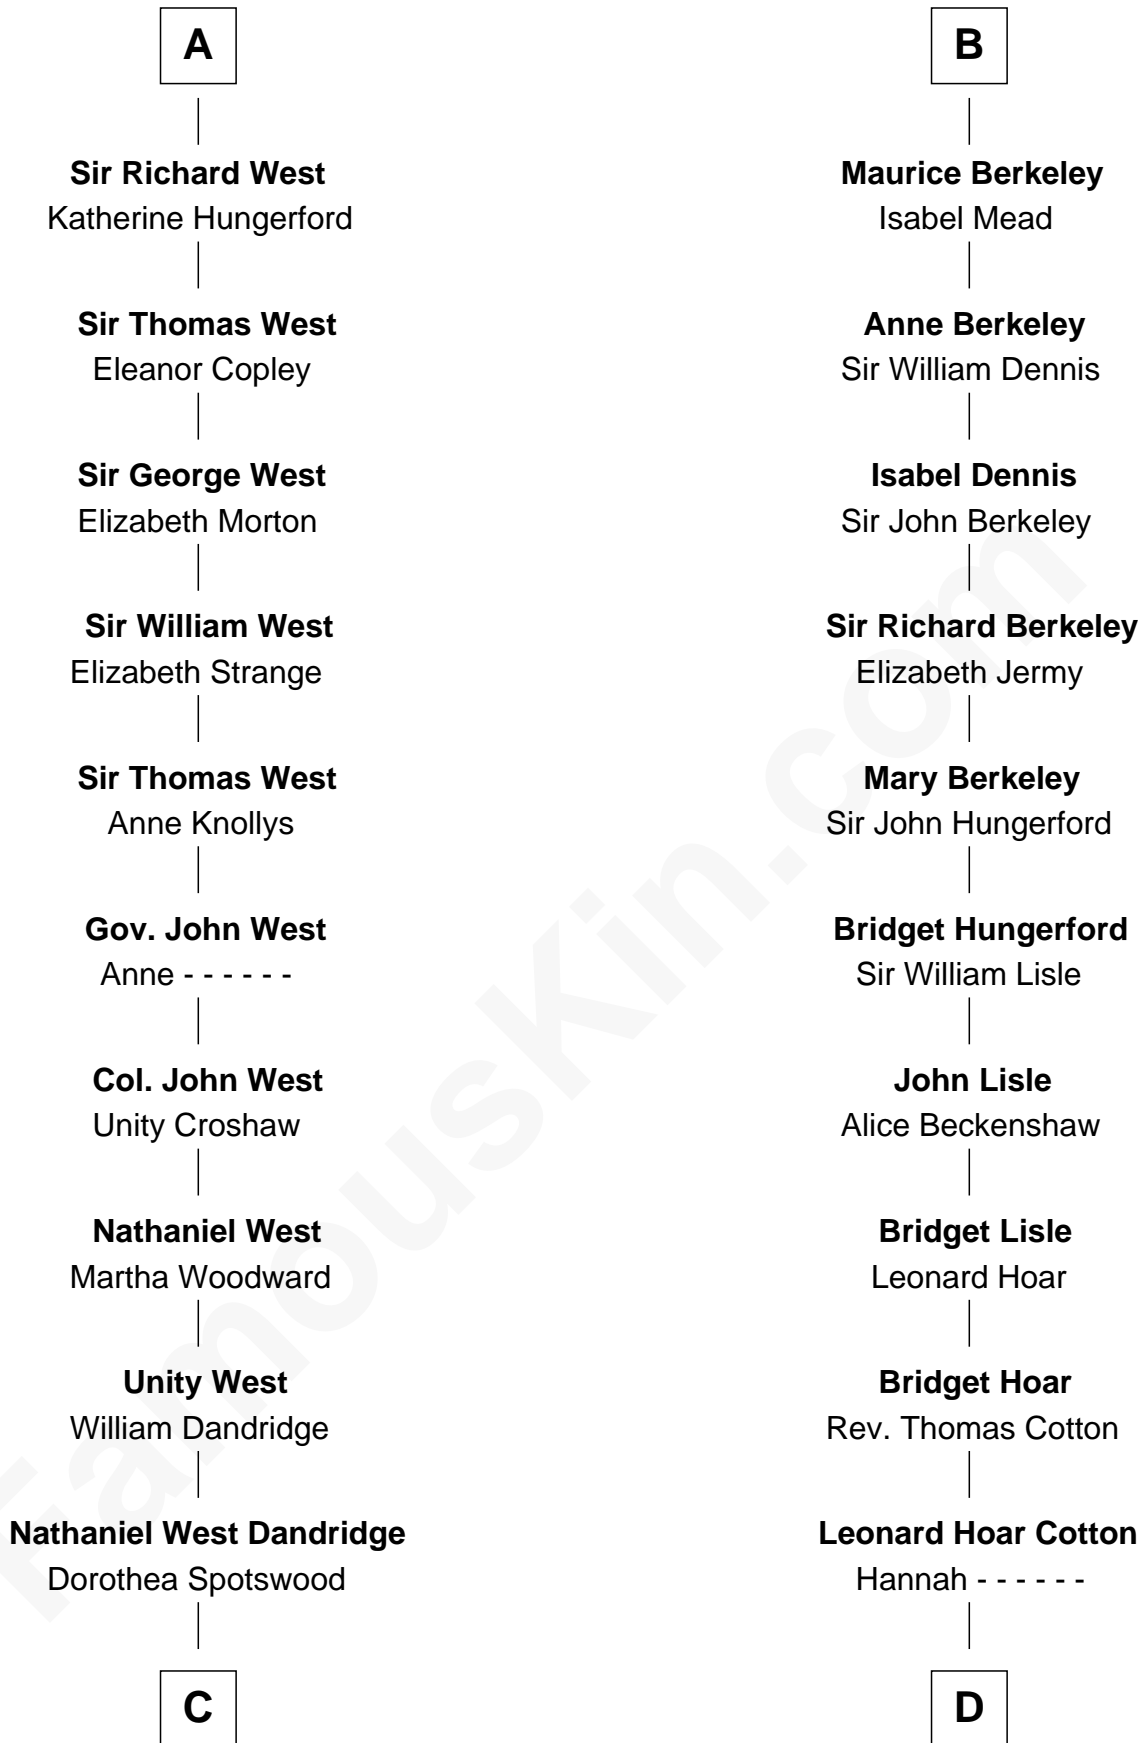 A
Sir Richard West
Katherine Hungerford
Sir Thomas West
Eleanor Copley
Sir George West
Elizabeth Morton
Sir William West
Elizabeth Strange
Sir Thomas West
Anne Knollys
Gov. John West
Anne - - - - - -
Col. John West
Unity Croshaw
Nathaniel West
Martha Woodward
Unity West
William Dandridge
Nathaniel West Dandridge
Dorothea Spotswood
C
B
Maurice Berkeley
Isabel Mead
Anne Berkeley
Sir William Dennis
Isabel Dennis
Sir John Berkeley
Sir Richard Berkeley
Elizabeth Jermy
Mary Berkeley
Sir John Hungerford
Bridget Hungerford
Sir William Lisle
John Lisle
Alice Beckenshaw
Bridget Lisle
Leonard Hoar
Bridget Hoar
Rev. Thomas Cotton
Leonard Hoar Cotton
Hannah - - - - - -
D
FamousKin.com